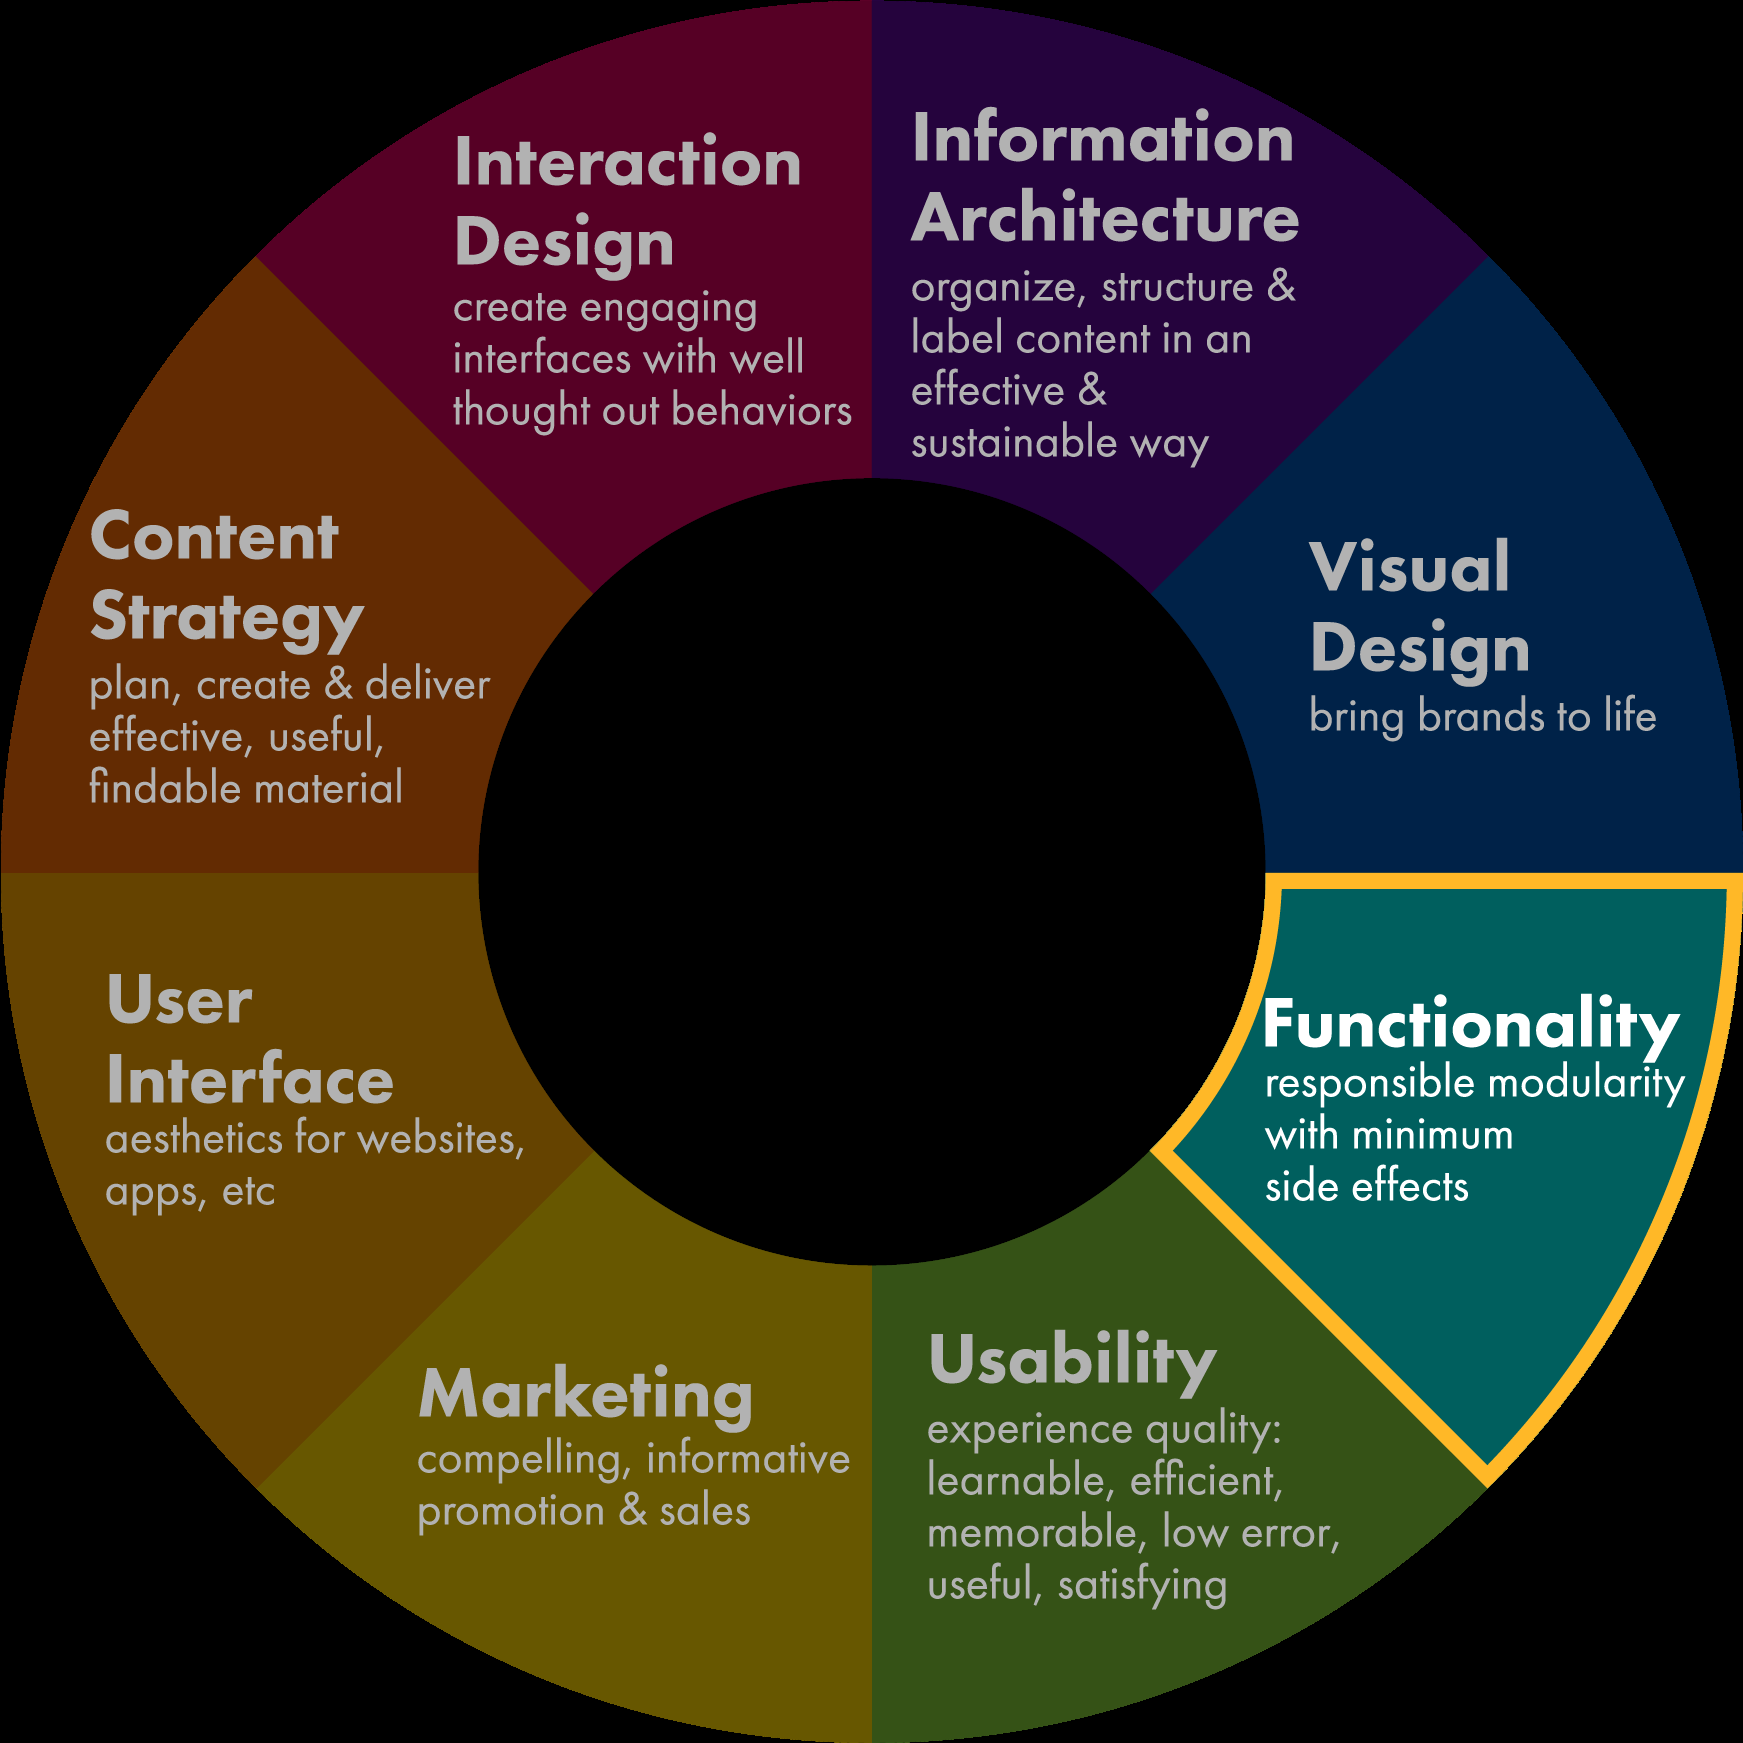 Interaction
Design
create engaging
interfaces with well
thought out behaviors
Information
Architecture
organize, structure &
label content in an
effective &
sustainable way
Visual
Design
bring brands to life
Functionality
responsible modularity
with minimum
side effects
Usability
experience quality:
learnable, efficient,
memorable, low error,
useful, satisfying
Marketing
compelling, informative
promotion & sales
User
Interface
aesthetics for websites,
apps, etc
Content
Strategy
plan, create & deliver
effective, useful,
findable material